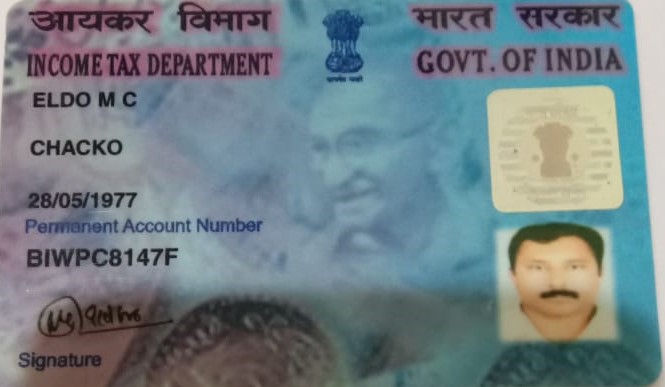 आयकर विभाग
भारत सरकार
INCOME TAX DEPARTMENT
GOVT. OF INDIA
ELDO M C
CHACKO
28/05/1977
Permanent Account Number
BIWPC8147F
Signature